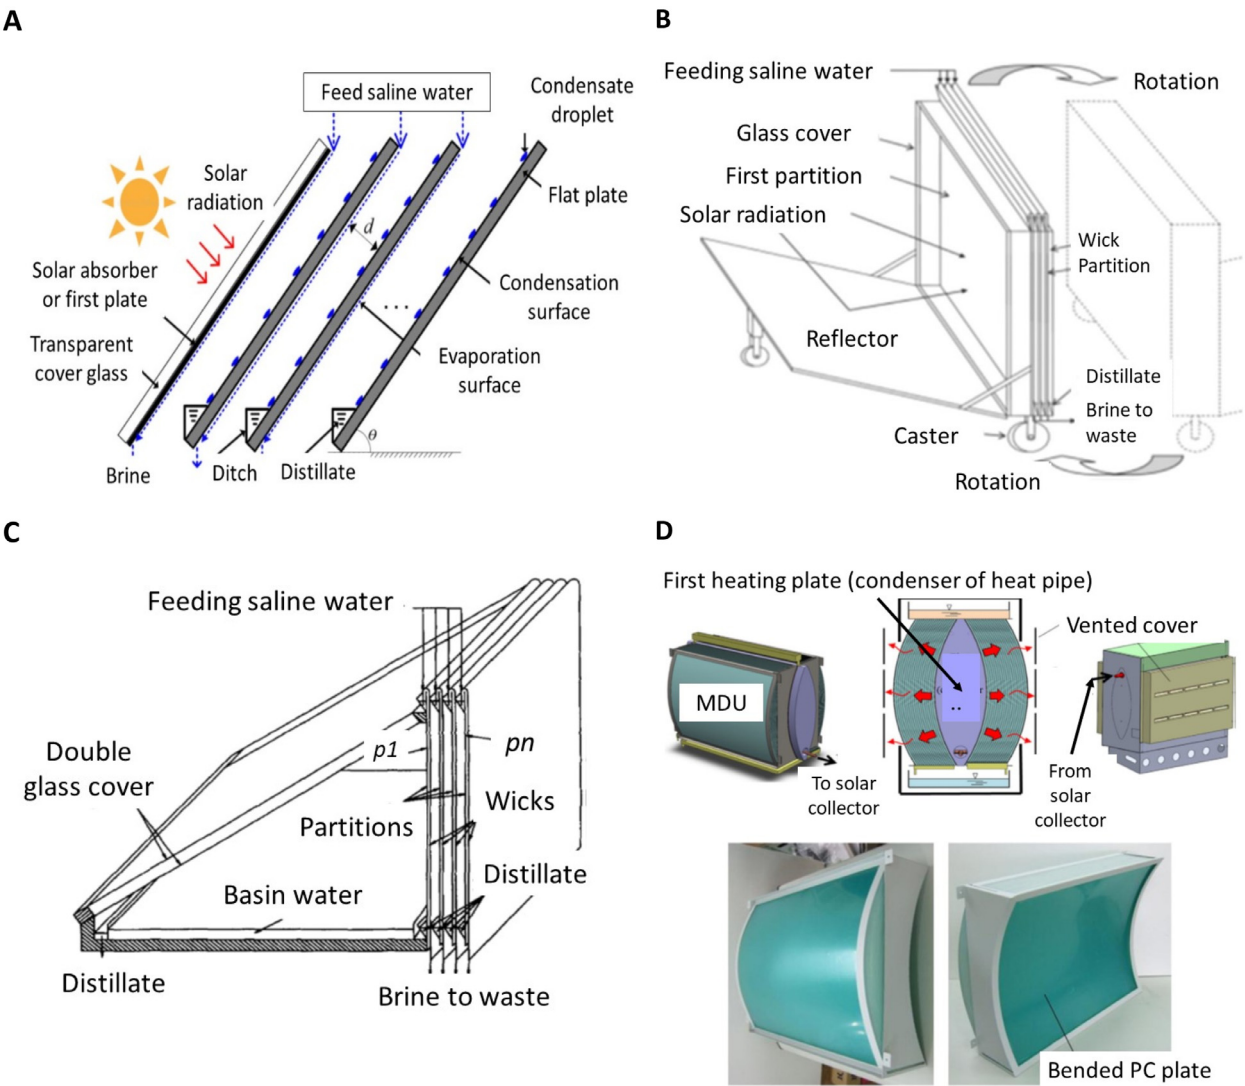 A
Feed saline water
Condensate
droplet
Solar
radiation
Flat plate
d
Solar absorber
or first plate
Condensation
surface
Transparent
cover glass
...
Evaporation
surface
θ
Brine
Ditch
Distillate
B
Feeding saline water
Rotation
Glass cover
First partition
Solar radiation
Wick
Partition
Reflector
Distillate
Brine to
waste
Caster
Rotation
C
Feeding saline water
Double
glass cover
p1
pn
Wicks
Partitions
Basin water
Distillate
Distillate
Brine to waste
D
First heating plate (condenser of heat pipe)
Vented cover
MDU
To solar
collector
From
solar
collector
Bended PC plate